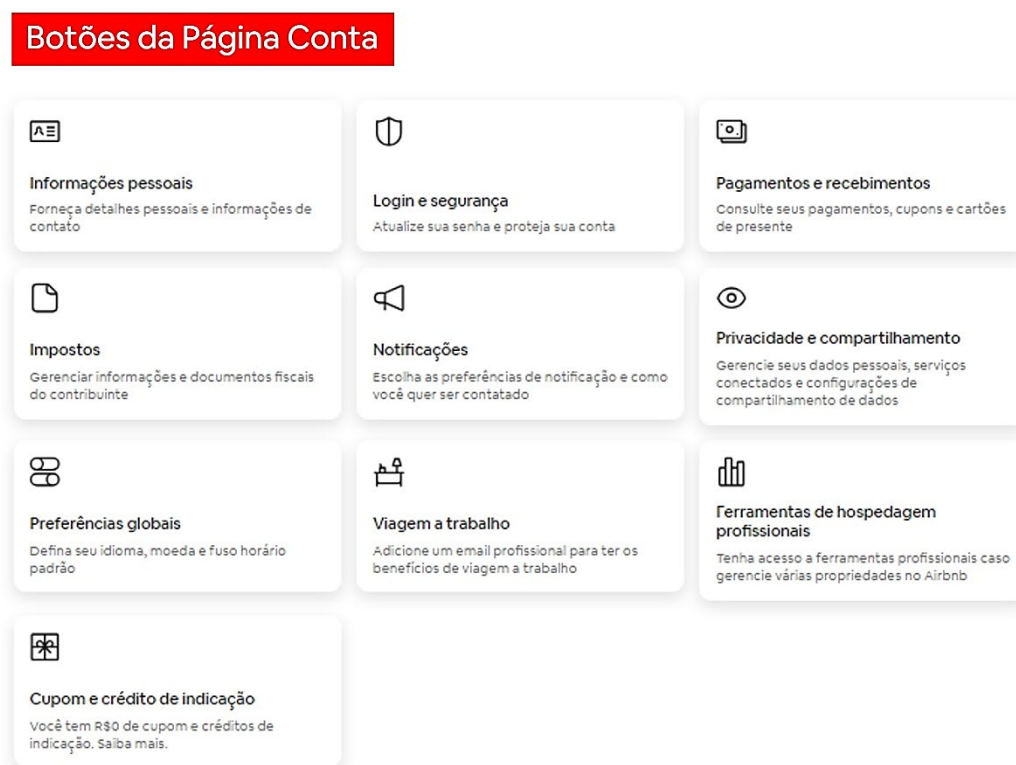 Botões da Página Conta
Informações pessoais
Forneça detalhes pessoais e informações de
contato
Login e segurança
Atualize sua senha e proteja sua conta
Pagamentos e recebimentos
Consulte seus pagamentos, cupons e cartões
de presente
Impostos
Gerenciar informações e documentos fiscais
do contribuinte
Notificações
Escolha as preferências de notificação e como
você quer ser contatado
Privacidade e compartilhamento
Gerencie seus dados pessoais, serviços
conectados e configurações de
compartilhamento de dados
Preferências globais
Defina seu idioma, moeda e fuso horário
padrão
Viagem a trabalho
Adicione um email profissional para ter os
benefícios de viagem a trabalho
Ferramentas de hospedagem
profissionais
Tenha acesso a ferramentas profissionais caso
gerencie várias propriedades no Airbnb
Cupom e crédito de indicação
Você tem R$0 de cupom e créditos de
indicação. Saiba mais.